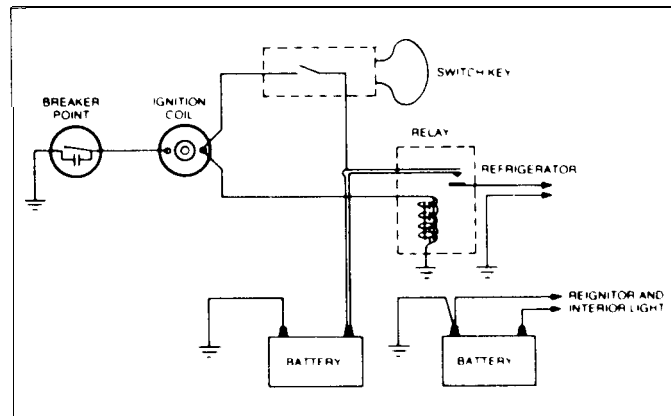 SWITCH KEY
BREAKER
POINT
IGNITION
COIL
RELAY
REFRIGERATOR
REIGNITOR AND
INTERIOR LIGHT
BATTERY
BATTERY